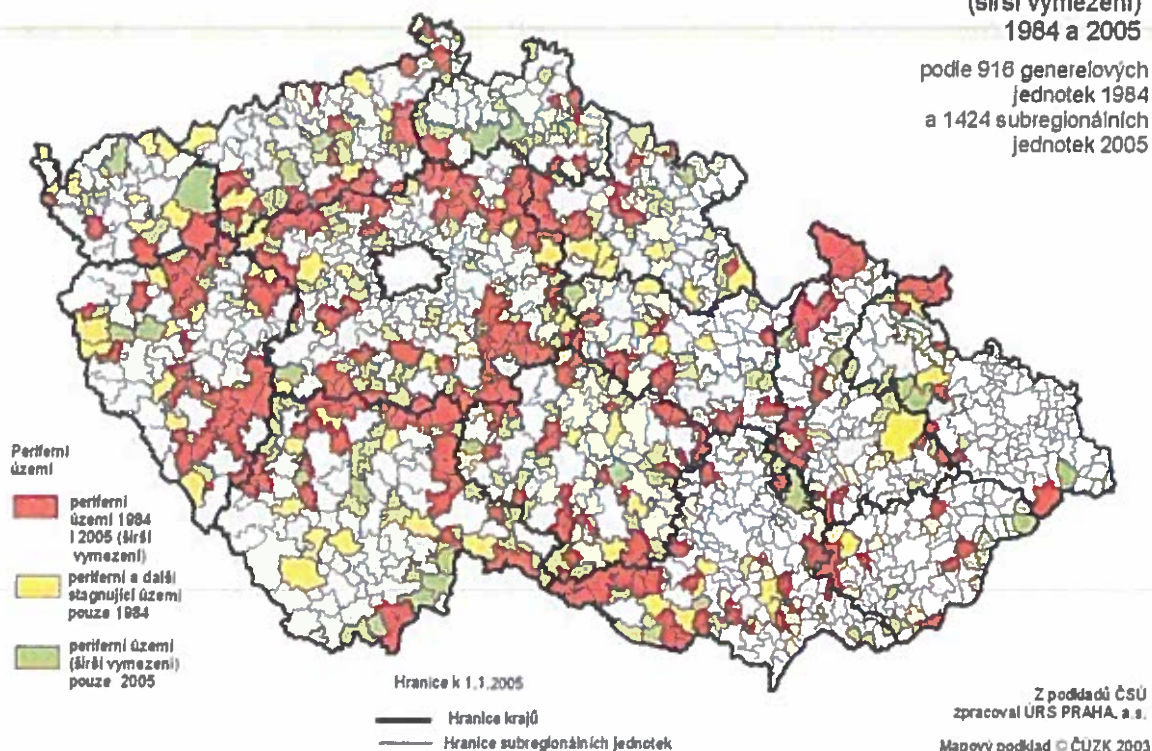 (širší vymezení)
1984 a 2005
podle 916 generelových
jednotek 1984
a 1424 subregionálních
jednotek 2005
Periferní
území
periferní
území 1984
i 2005 (širší
vymezení)
periferní a další
stagnující území
pouze 1984
periferní území
(širší vymezení)
pouze 2005
Hranice k 1.1.2005
Hranice krajů
Hranice subregionálních jednotek
Z podkladů ČSÚ
zpracoval ÚRS PRAHA, a.s.
Mapový podklad © ČÚZK 2003